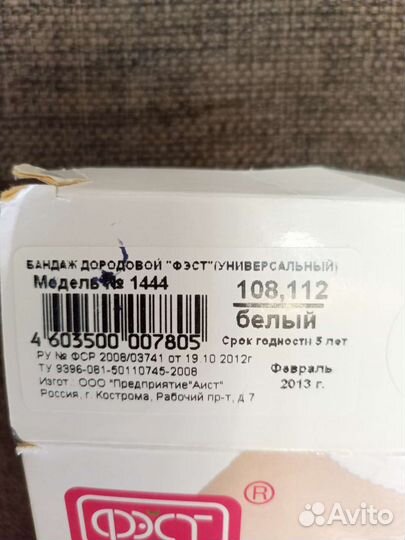 БАНДАЖ ДОРОДОВОЙ "ФЭСТ"(УНИВЕРСАЛЬНЫЙ)
Модель № 1444
108,112
белый
4 603500 007805
Срок годности 5 лет
РУ № ФСР 2008/03741 от 19.10.2012г
ТУ 9396-081-50110745-2008
Изгот.: ООО "Предприятие"Аист"
Россия, г. Кострома, Рабочий пр-т, д.7
Февраль
2013 г.
ФЭСТ
®
Avito